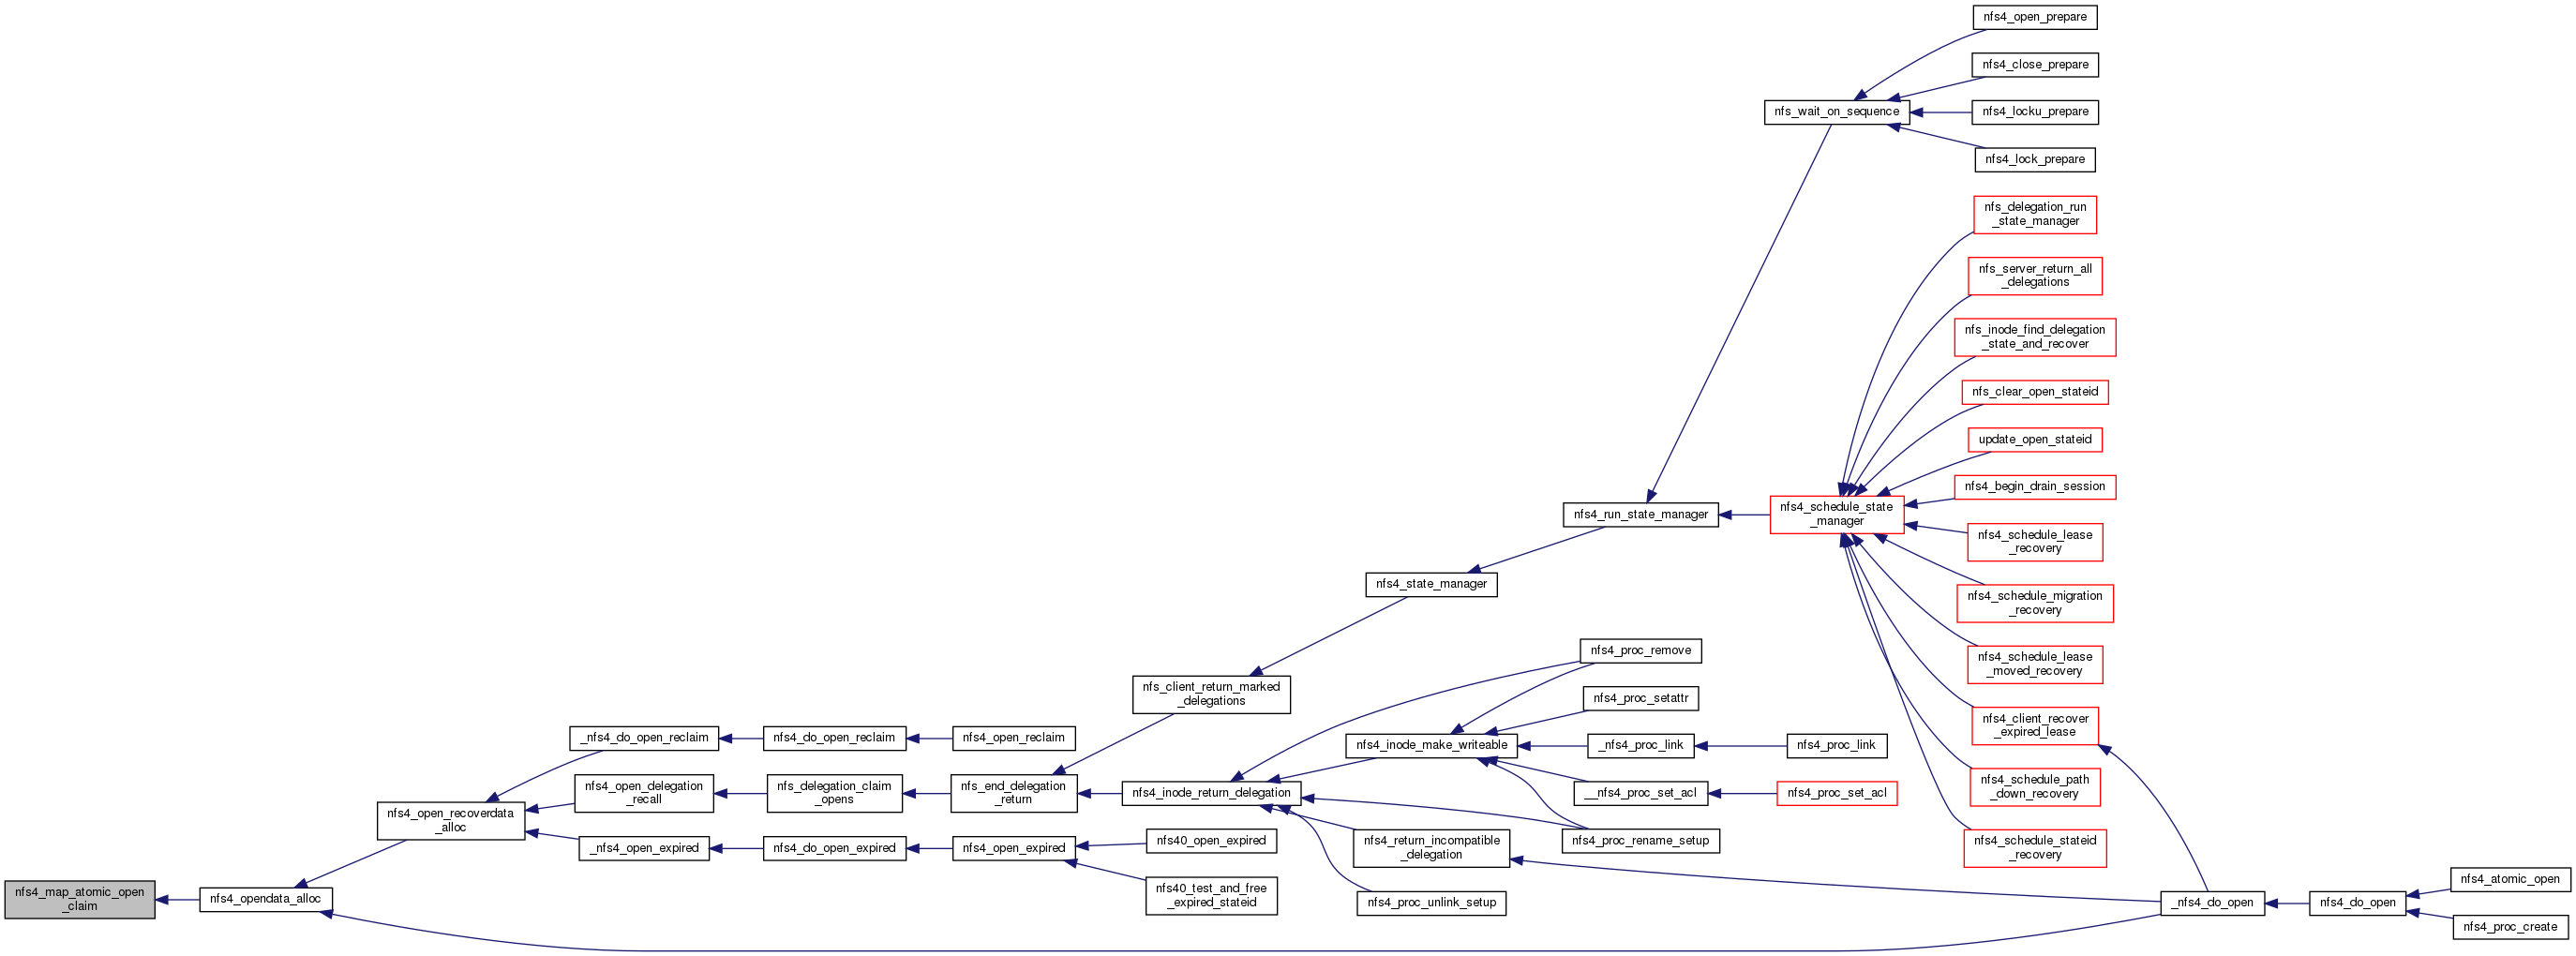 nfs4_open_prepare
nfs4_close_prepare
nfs_wait_on_sequence
nfs4_locku_prepare
nfs4_lock_prepare
nfs_delegation_run
_state_manager
nfs_server_return_all
_delegations
nfs_inode_find_delegation
_state_and_recover
nfs_clear_open_stateid
update_open_stateid
nfs4_begin_drain_session
nfs4_run_state_manager
nfs4_schedule_state
_manager
nfs4_schedule_lease
_recovery
nfs4_state_manager
nfs4_schedule_migration
_recovery
nfs4_proc_remove
nfs4_schedule_lease
_moved_recovery
nfs_client_return_marked
_delegations
nfs4_proc_setattr
nfs4_client_recover
_expired_lease
_nfs4_do_open_reclaim
nfs4_do_open_reclaim
nfs4_open_reclaim
nfs4_inode_make_writeable
_nfs4_proc_link
nfs4_proc_link
nfs4_open_delegation
_recall
nfs_delegation_claim
_opens
nfs_end_delegation
_return
nfs4_inode_return_delegation
__nfs4_proc_set_acl
nfs4_proc_set_acl
nfs4_schedule_path
_down_recovery
nfs4_open_recoverdata
_alloc
_nfs4_open_expired
nfs4_do_open_expired
nfs4_open_expired
nfs40_open_expired
nfs4_return_incompatible
_delegation
nfs4_proc_rename_setup
nfs4_schedule_stateid
_recovery
nfs4_map_atomic_open
_claim
nfs4_opendata_alloc
nfs40_test_and_free
_expired_stateid
nfs4_proc_unlink_setup
_nfs4_do_open
nfs4_do_open
nfs4_atomic_open
nfs4_proc_create